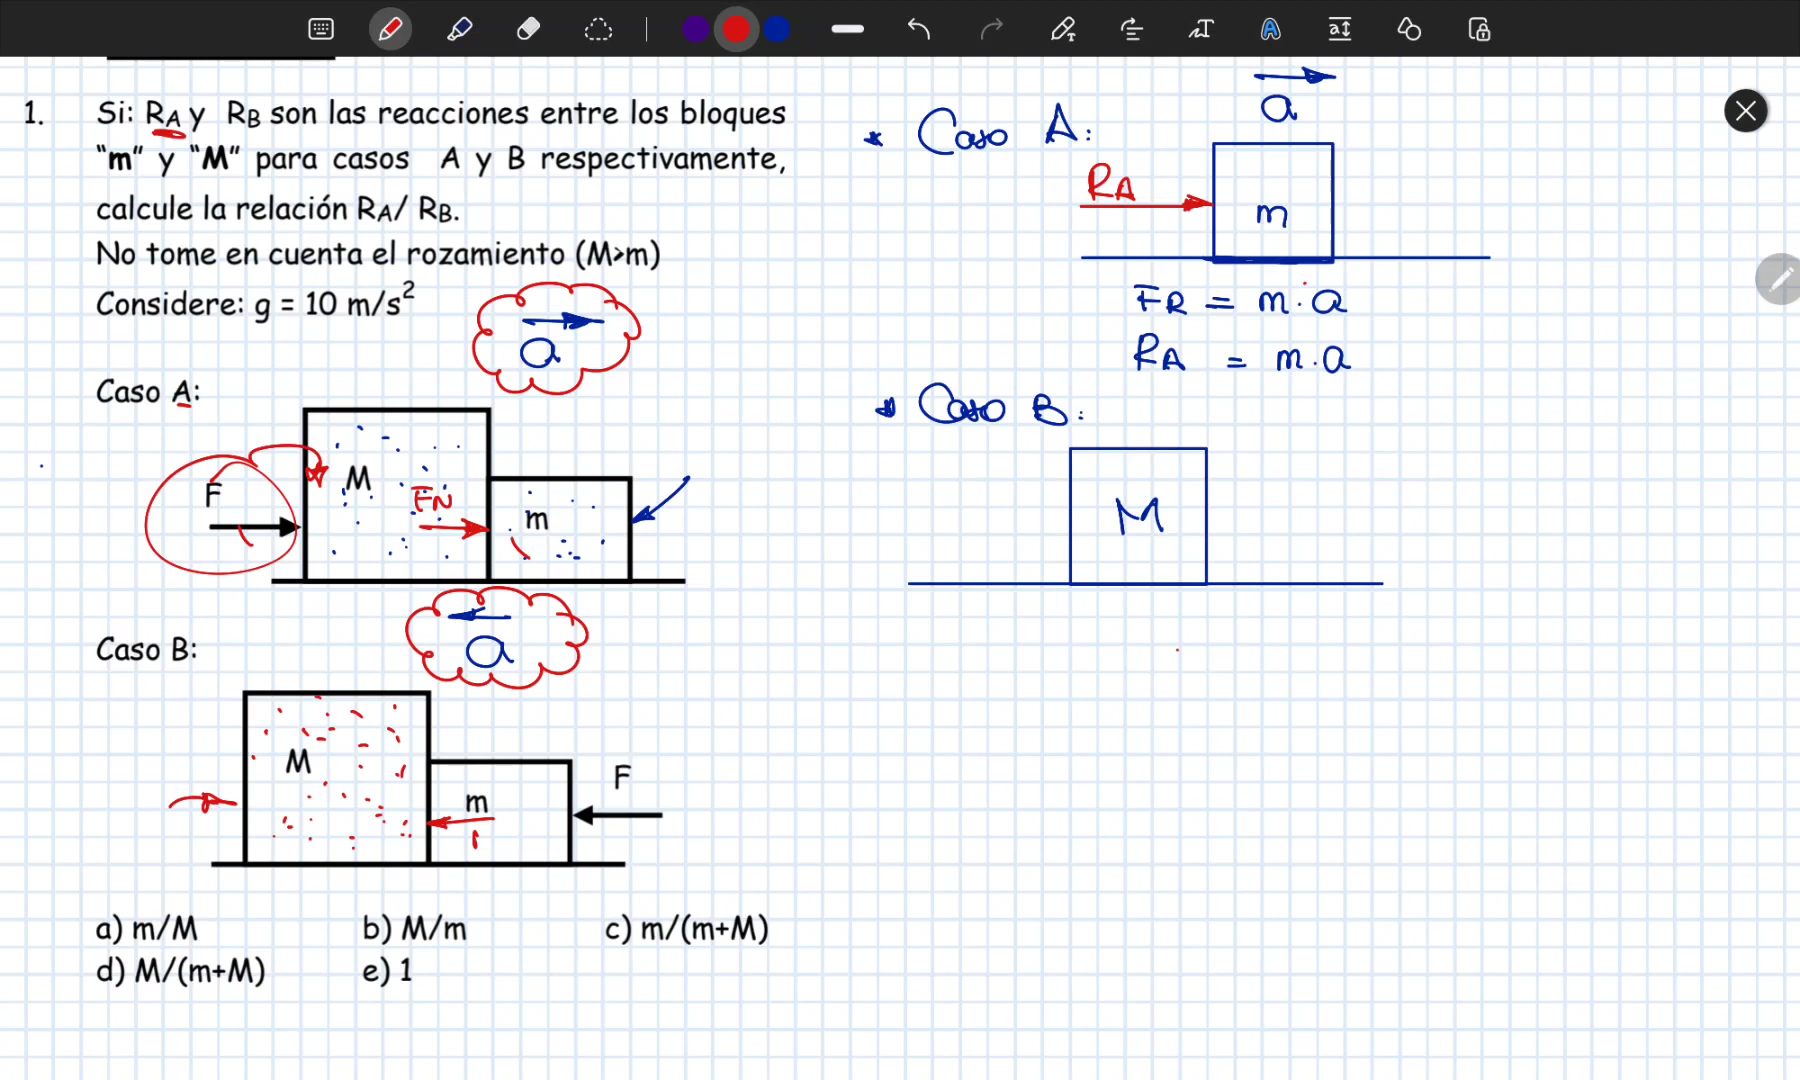 1. Si: RA y RB son las reacciones entre los bloques
"m" y "M" para casos A y B respectivamente,
calcule la relación RA/ RB.
No tome en cuenta el rozamiento (M>m)
Considere: g = 10 m/s²
a
Caso A:
F
M
FN
m
a
Caso B:
M
m
F
a) m/M b) M/m c) m/(m+M)
d) M/(m+M) e) 1
* Caso A:
a
RA
m
FR = m.a
RA = m.a
* Caso B:
M